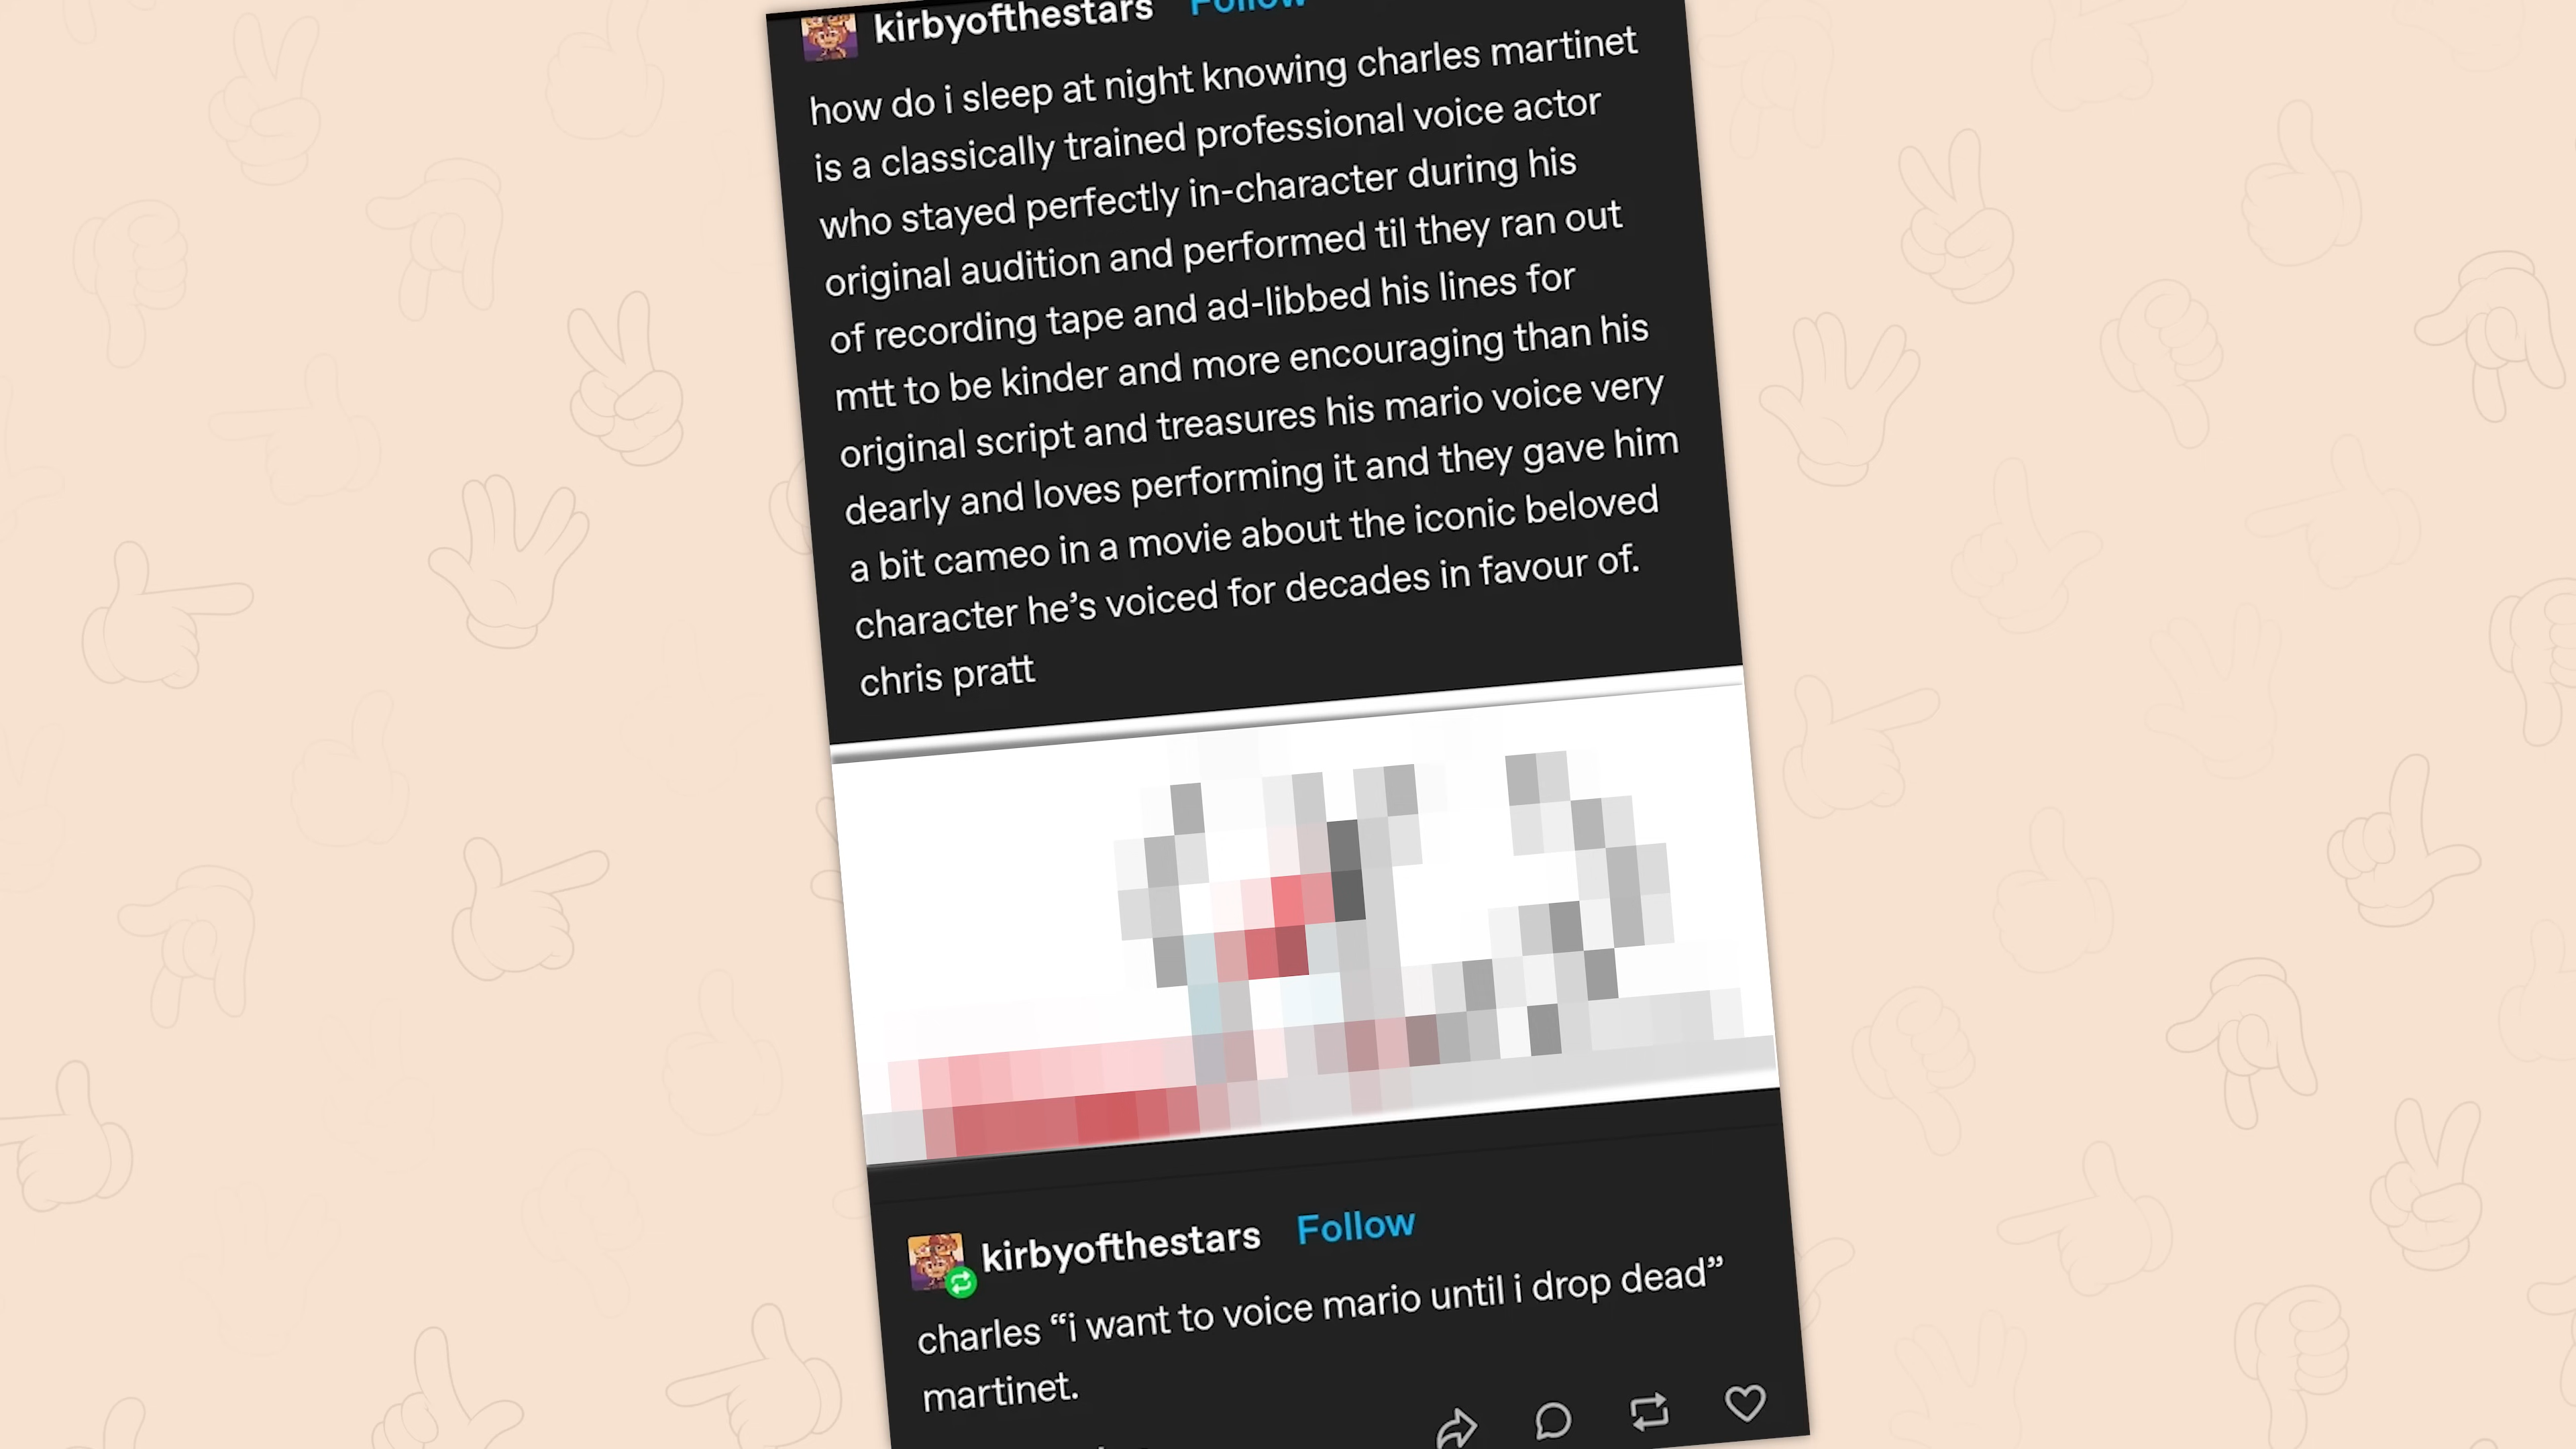 kirbyofthestars Follow
how do i sleep at night knowing charles martinet
is a classically trained professional voice actor
who stayed perfectly in-character during his
original audition and performed til they ran out
of recording tape and ad-libbed his lines for
mtt to be kinder and more encouraging than his
original script and treasures his mario voice very
dearly and loves performing it and they gave him
a bit cameo in a movie about the iconic beloved
character he’s voiced for decades in favour of.
chris pratt
kirbyofthestars Follow
charles “i want to voice mario until i drop dead”
martinet.